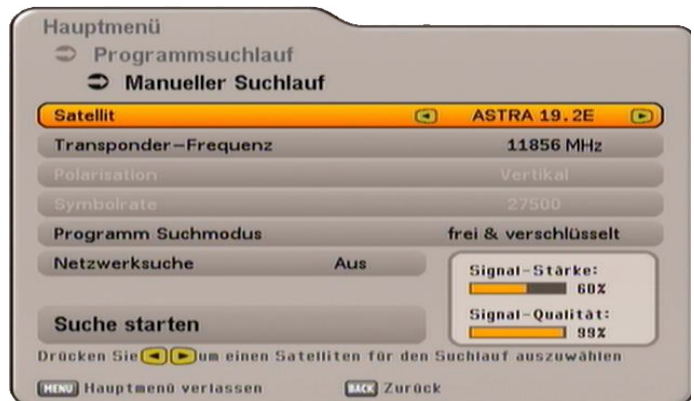 Hauptmenü
Programmsuchlauf
Manueller Suchlauf
Satellit ASTRA 19.2E
Transponder-Frequenz 11856 MHz
Polarisation Vertikal
Symbolrate 27500
Programm Suchmodus frei & verschlüsselt
Netzwerksuche Aus
Signal-Stärke:
60%
Signal-Qualität:
99%
Suche starten
Drücken Sie um einen Satelliten für den Suchlauf auszuwählen
MENU Hauptmenü verlassen BACK Zurück